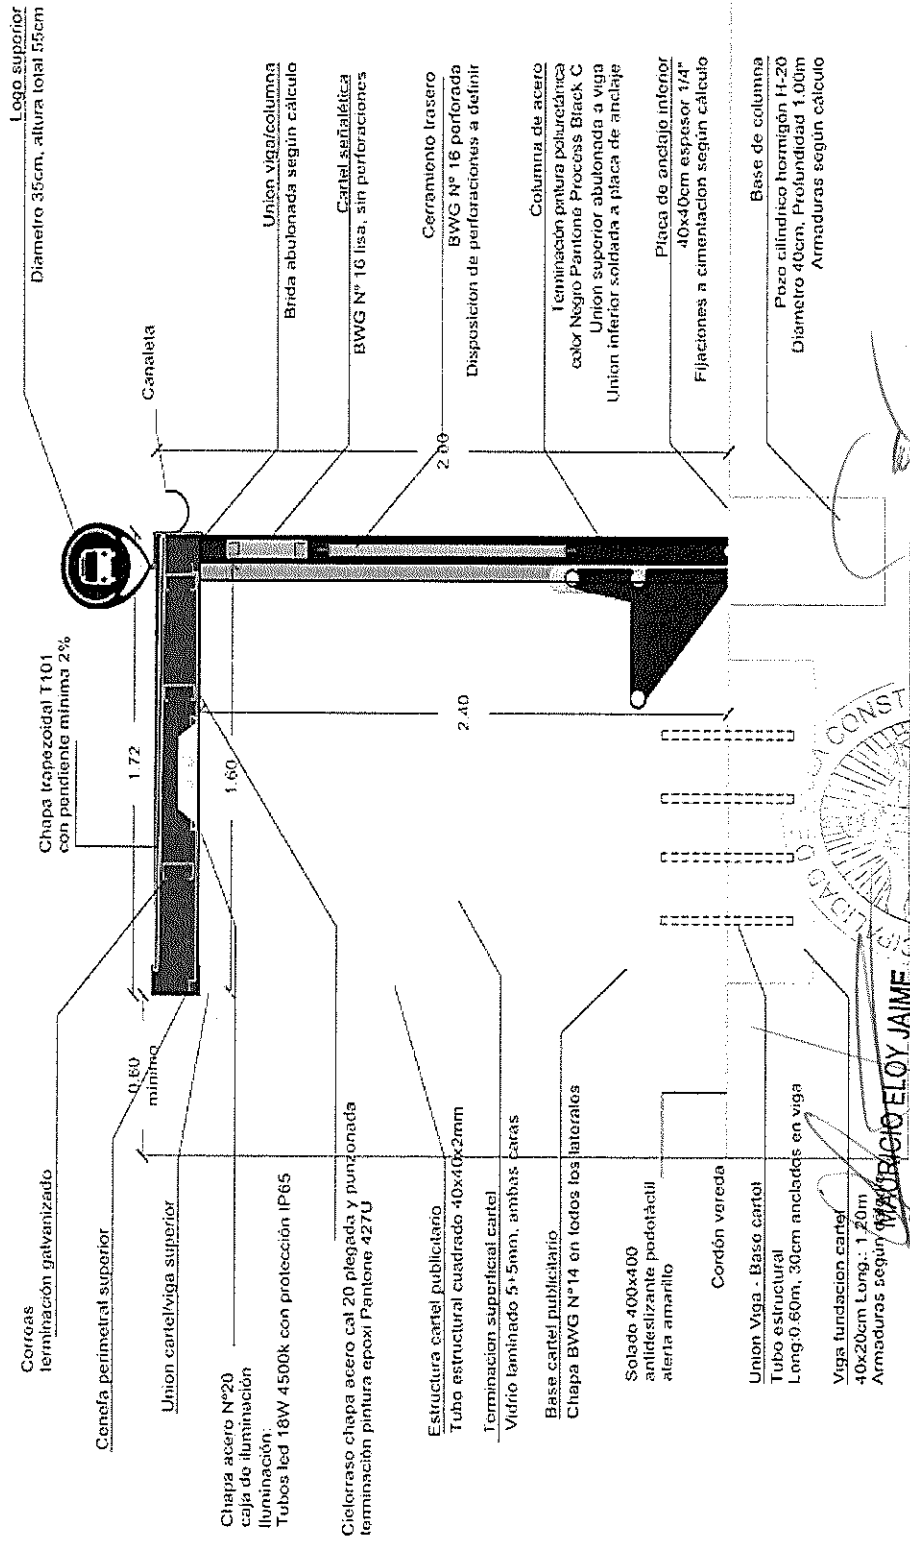 Logo superior
Diametro 35cm, altura total 55cm
Canaleta
Union viga/columna
Brida abulonada según cálculo
Cartel señalética
BWG Nº 16 lisa, sin perforaciones
Cerramiento trasero
BWG Nº 16 perforada
Disposicion de perforaciones a definir
Columna de acero
Terminación pintura poliuretánica
color Negro Pantone Process Black C
Union superior abulonada a viga
Union inferior soldada a placa de anclaje
Placa de anclaje inferior
40x40cm espesor 1/4"
Fijaciones a cimentacion según cálculo
Base de columna
Pozo cilíndrico hormigón H-20
Diámetro 40cm, Profundidad 1.00m
Armaduras según cálculo
Chapa trapezoidal T101
con pendiente mínima 2%
1.72
1.60
2.40
0.60
mínimo
Correas
terminación galvanizado
Cenefa perimetral superior
Union cartel/viga superior
Chapa acero Nº20
caja de iluminación
Iluminación:
Tubos led 18W 4500k con protección IP65
Cielorraso chapa acero cal 20 plegada y punzonada
terminación pintura epoxi Pantone 427U
Estructura cartel publicitario
Tubo estructural cuadrado 40x40x2mm
Terminacion superficial cartel
Vidrio laminado 5+5mm, ambas caras
Base cartel publicitario
Chapa BWG Nº14 en todos los laterales
Solado 400x400
antideslizante podotáctil
alerta amarillo
Cordón vereda
Union Viga - Base cartel
Tubo estructural
Long:0.60m, 30cm anclados en viga
Viga fundacion cartel
40x20cm Long.: 1.20m
Armaduras según
MAURICIO ELOY JAIME